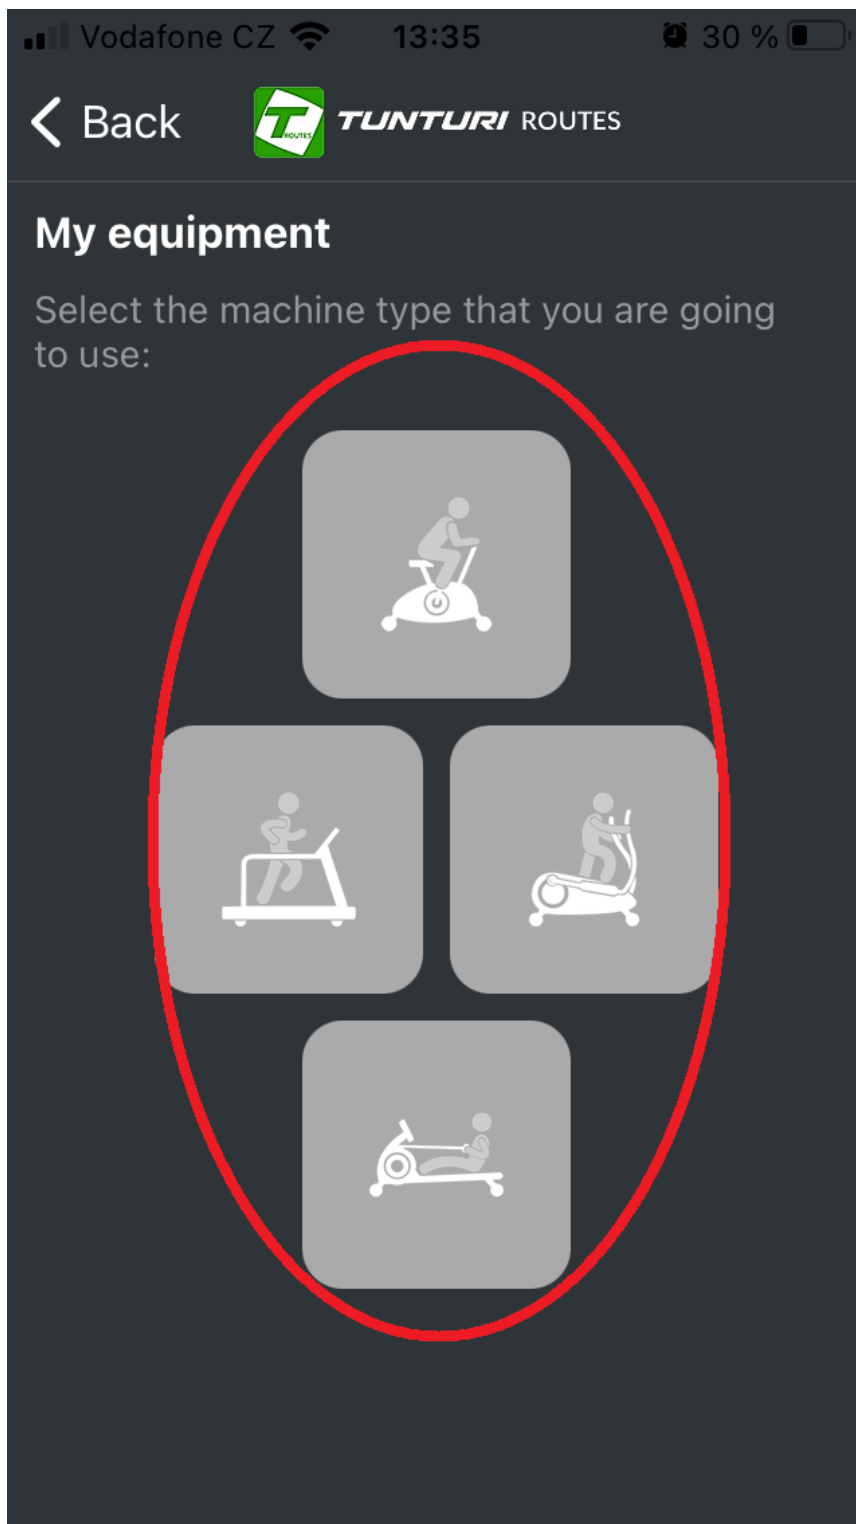 Vodafone CZ 13:35 30 %
Back TUNTURI ROUTES
T ROUTES
My equipment
Select the machine type that you are going
to use: